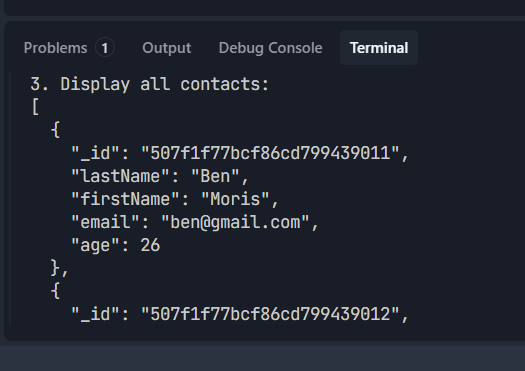 Problems 1 Output Debug Console Terminal
3. Display all contacts:
[
  {
    "_id": "507f1f77bcf86cd799439011",
    "lastName": "Ben",
    "firstName": "Moris",
    "email": "ben@gmail.com",
    "age": 26
  },
  {
    "_id": "507f1f77bcf86cd799439012",